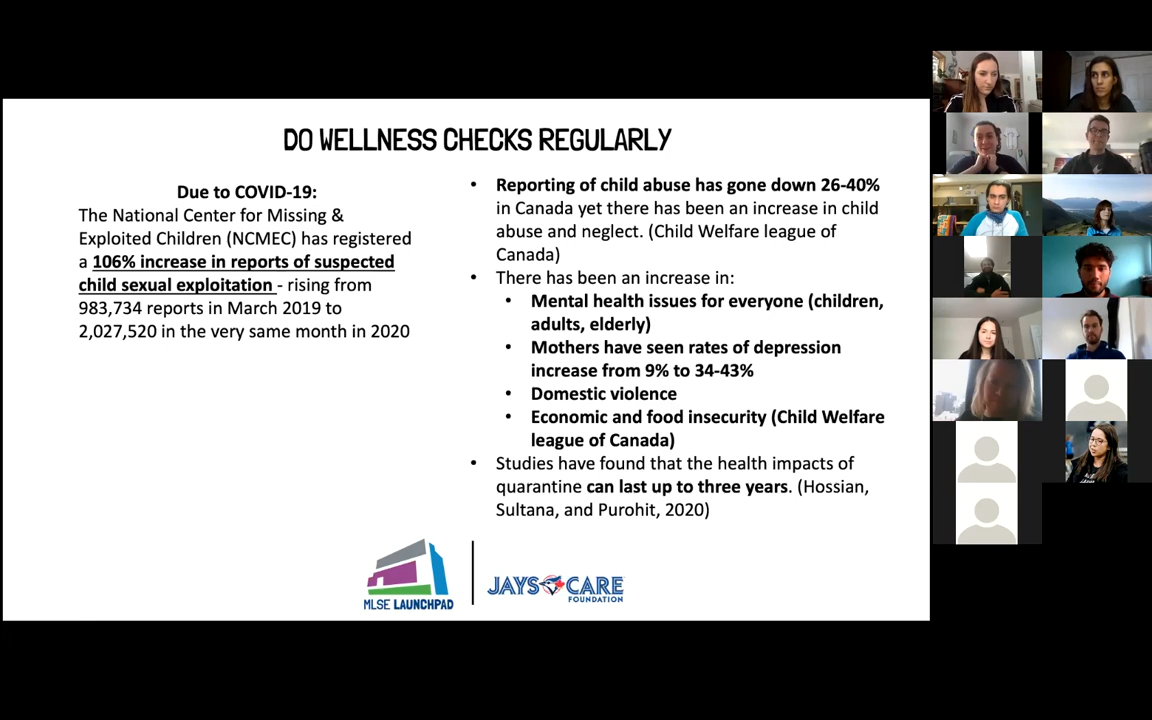 DO WELLNESS CHECKS REGULARLY
Due to COVID-19:
The National Center for Missing &
Exploited Children (NCMEC) has registered
a 106% increase in reports of suspected
child sexual exploitation - rising from
983,734 reports in March 2019 to
2,027,520 in the very same month in 2020
• Reporting of child abuse has gone down 26-40%
in Canada yet there has been an increase in child
abuse and neglect. (Child Welfare league of
Canada)
• There has been an increase in:
• Mental health issues for everyone (children,
adults, elderly)
• Mothers have seen rates of depression
increase from 9% to 34-43%
• Domestic violence
• Economic and food insecurity (Child Welfare
league of Canada)
• Studies have found that the health impacts of
quarantine can last up to three years. (Hossian,
Sultana, and Purohit, 2020)
MLSE LAUNCHPAD
JAYS CARE
FOUNDATION